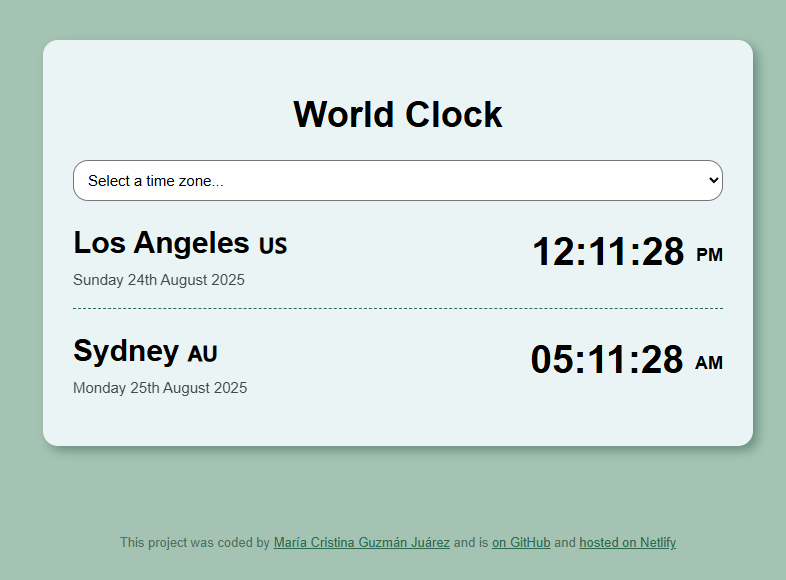 World Clock
Select a time zone...
Los Angeles US
12:11:28 PM
Sunday 24th August 2025
Sydney AU
05:11:28 AM
Monday 25th August 2025
This project was coded by María Cristina Guzmán Juárez and is on GitHub and hosted on Netlify